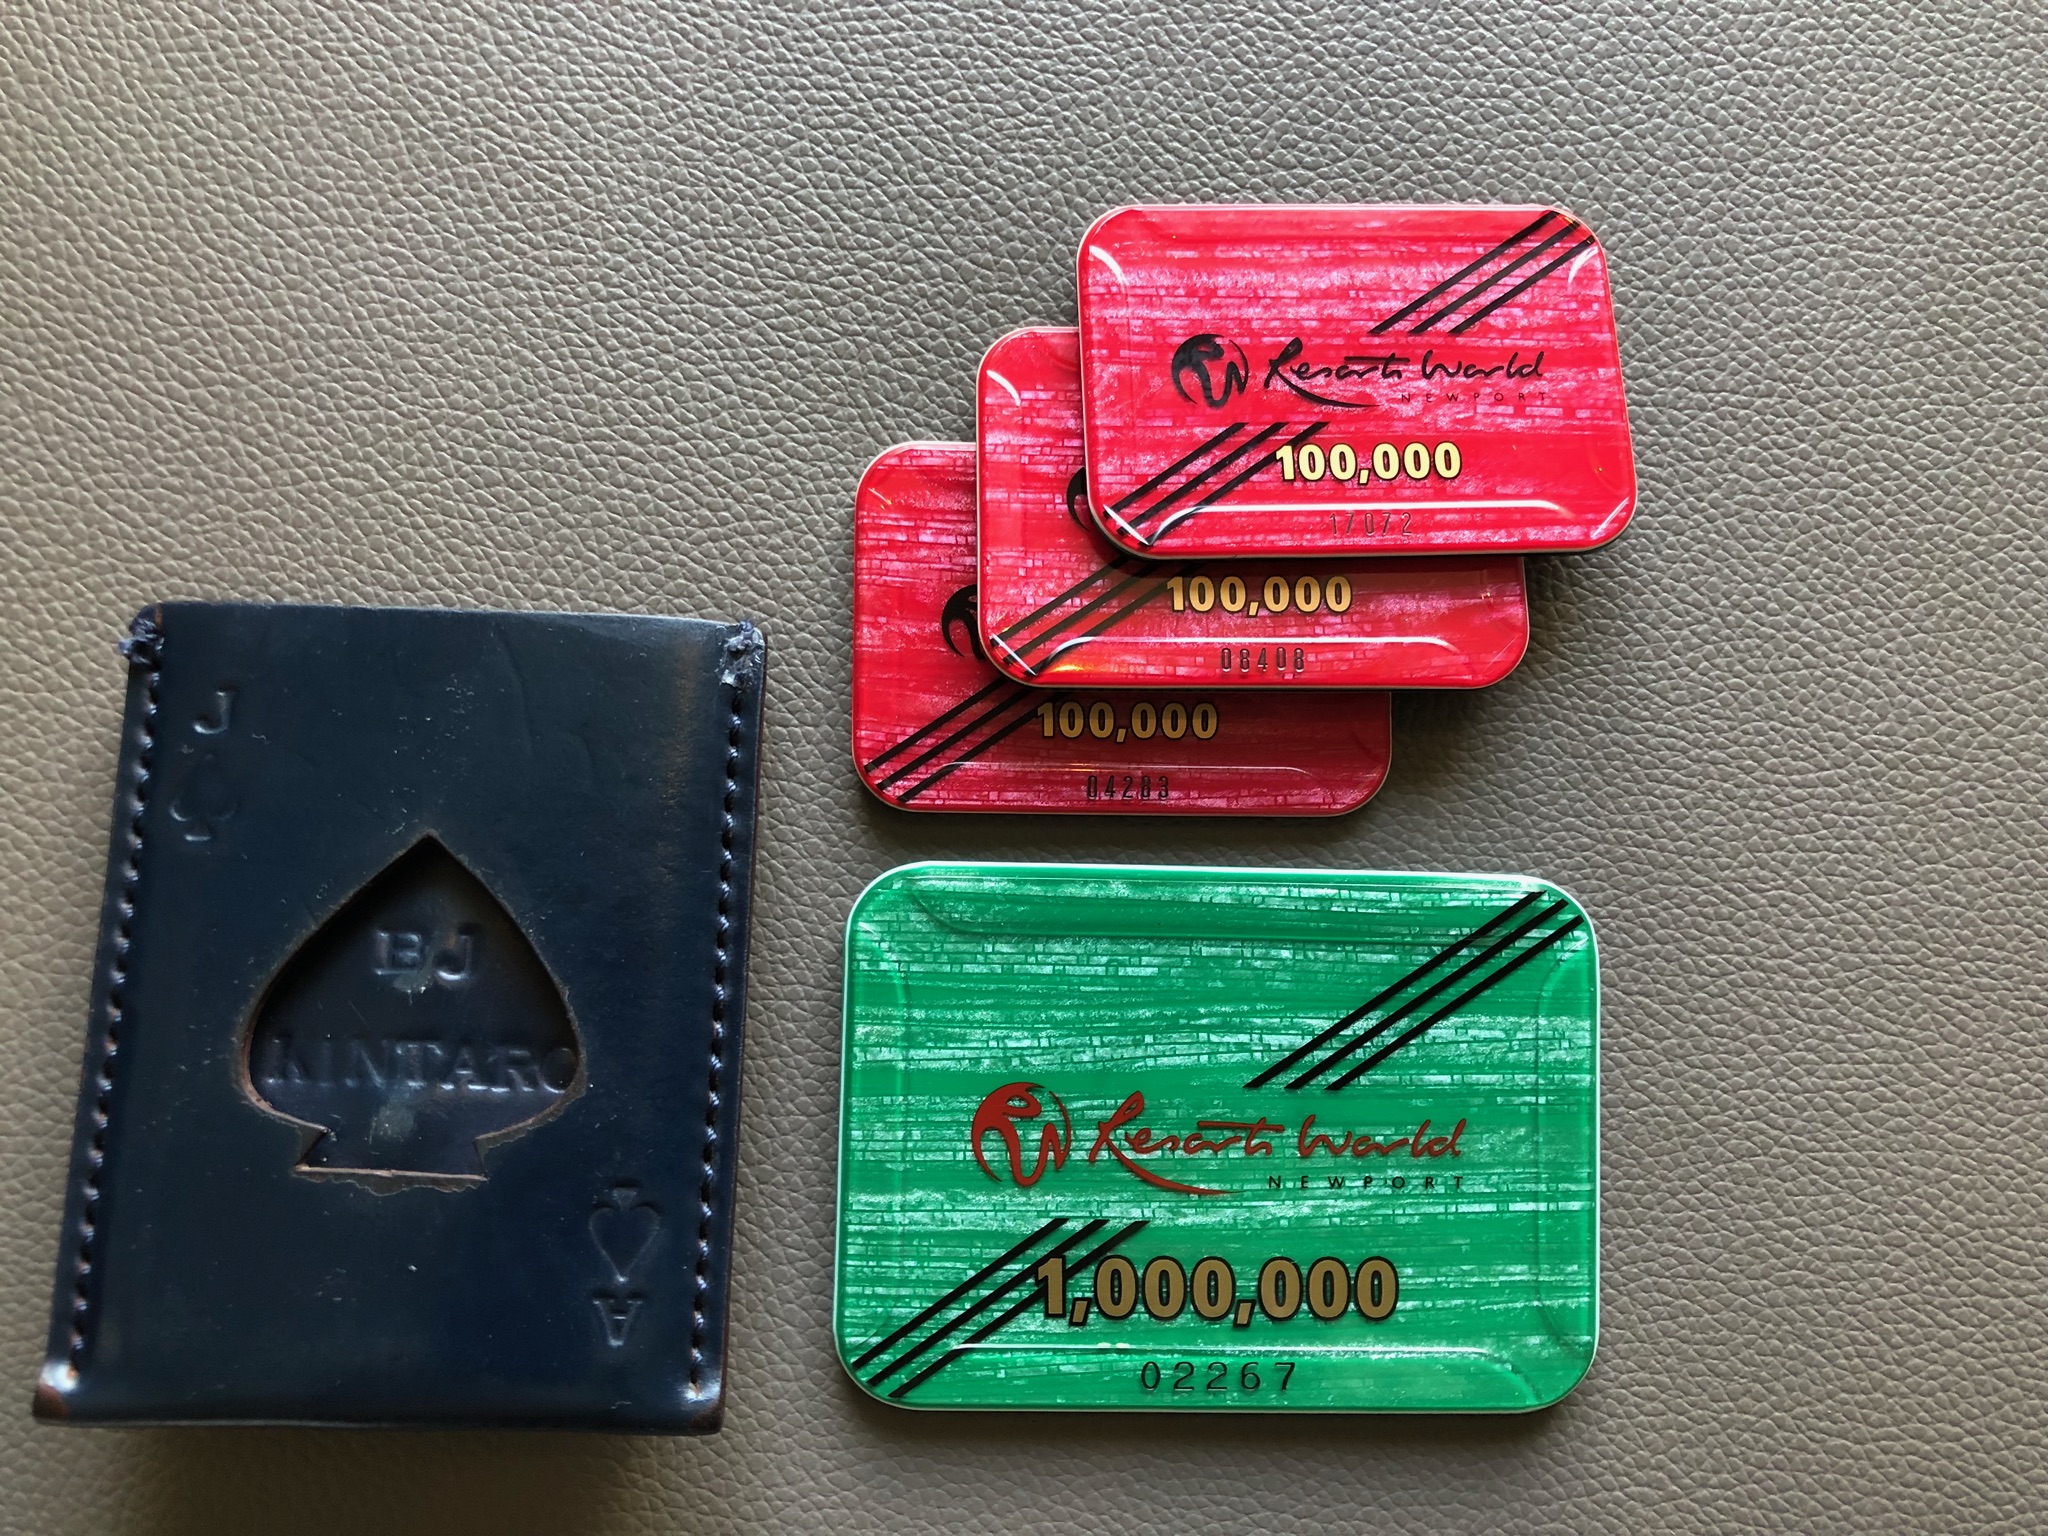 Resorts World
NEWPORT
100,000
17072
100,000
08408
100,000
04283
J
BJ
KINTARO
A
Resorts World
NEWPORT
1,000,000
02267